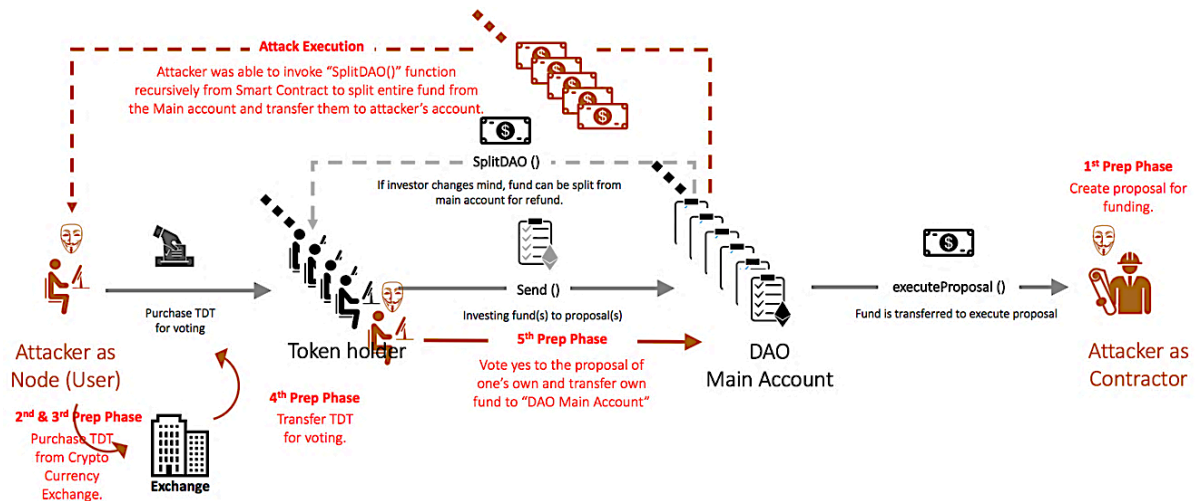 Attack Execution
Attacker was able to invoke “SplitDAO()” function
recursively from Smart Contract to split entire fund from
the Main account and transfer them to attacker’s account.
SplitDAO ()
If investor changes mind, fund can be split from
main account for refund.
1st Prep Phase
Create proposal for
funding.
Purchase TDT
for voting
Send ()
Investing fund(s) to proposal(s)
executeProposal ()
Fund is transferred to execute proposal
Attacker as
Node (User)
Token holder
5th Prep Phase
Vote yes to the proposal of
one’s own and transfer own
fund to “DAO Main Account”
DAO
Main Account
Attacker as
Contractor
2nd & 3rd Prep Phase
Purchase TDT
from Crypto
Currency
Exchange.
Exchange
4th Prep Phase
Transfer TDT
for voting.